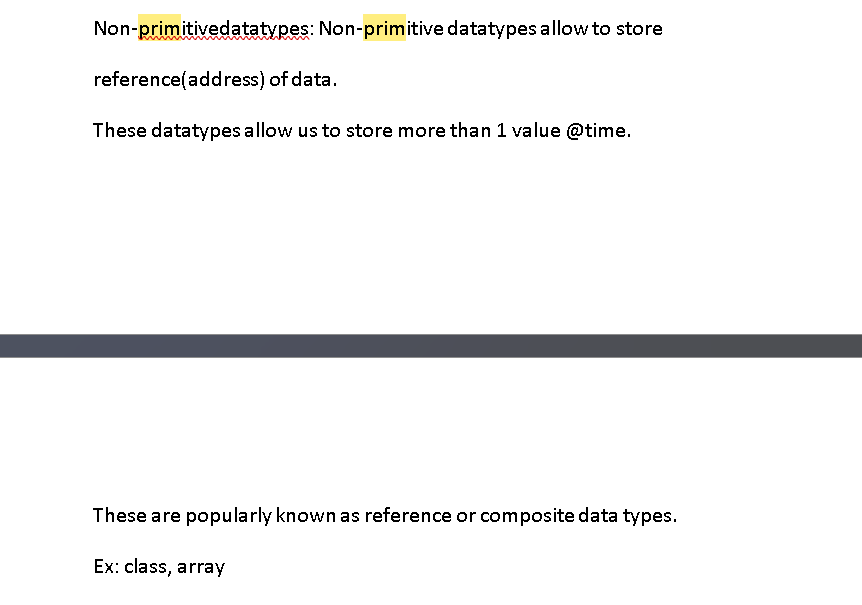 Non-primitivedatatypes: Non-primitive datatypes allow to store
reference(address) of data.
These datatypes allow us to store more than 1 value @time.
These are popularly known as reference or composite data types.
Ex: class, array